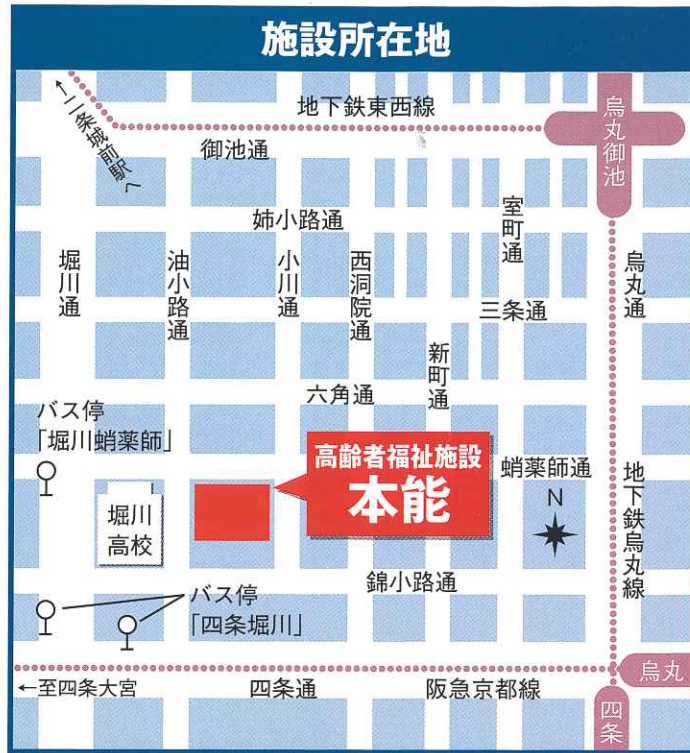 施設所在地
←二条城前駅へ
地下鉄東西線
烏丸御池
御池通
姉小路通
室町通
堀川通
油小路通
小川通
西洞院通
三条通
烏丸通
新町通
六角通
バス停
「堀川蛸薬師」
高齢者福祉施設
本能
蛸薬師通
N
堀川
高校
地下鉄烏丸線
錦小路通
バス停
「四条堀川」
烏丸
←至四条大宮
四条通
阪急京都線
四条